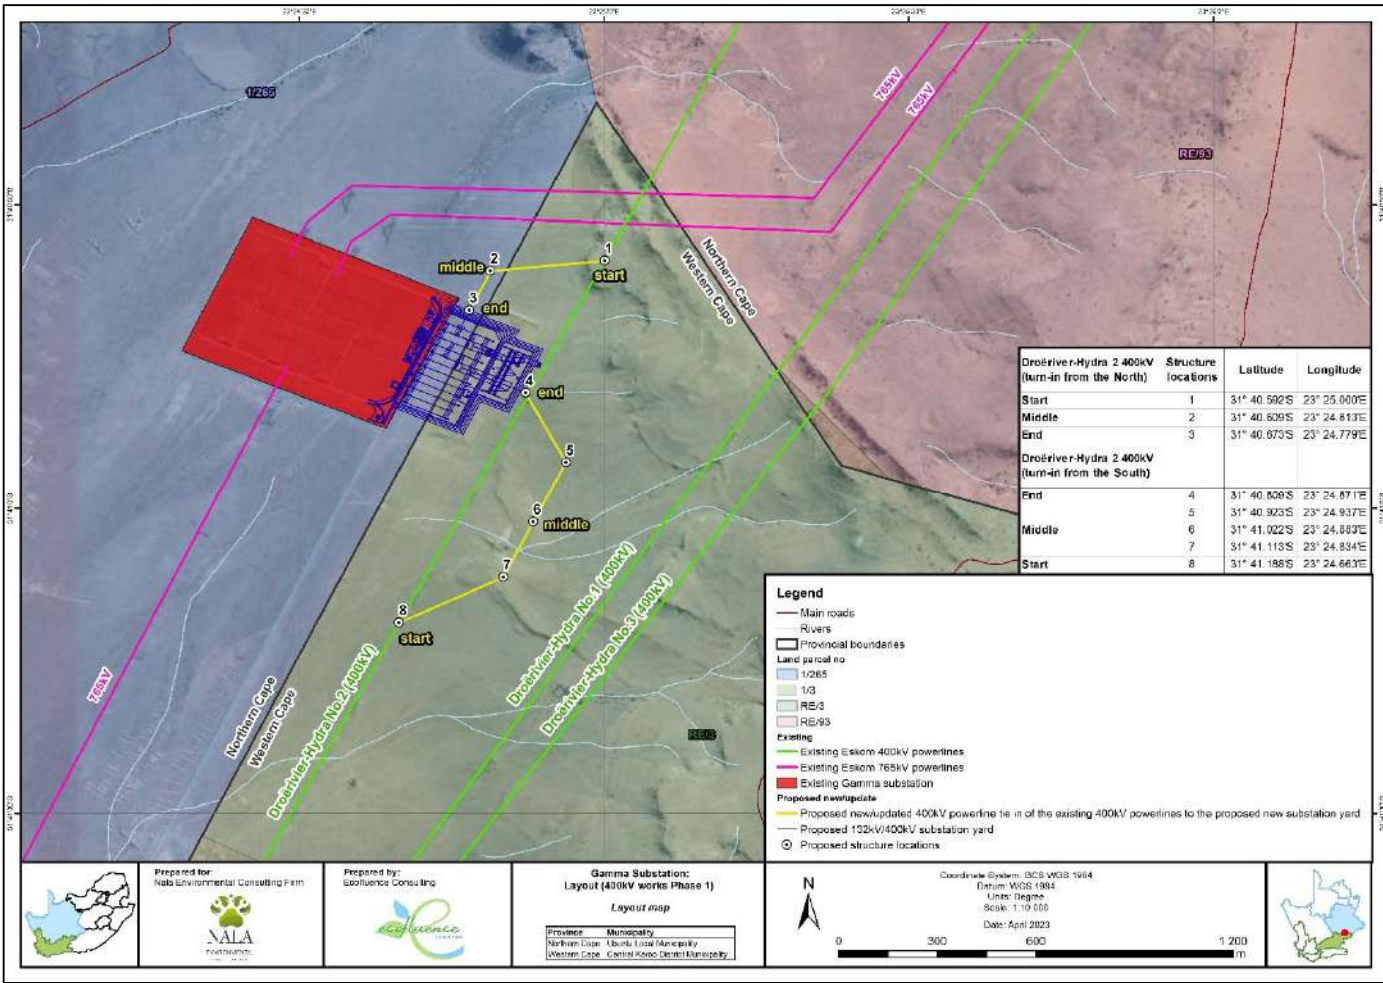 1/265
765kV
765kV
RE/93
Northern Cape
Western Cape
1
start
2
middle
3
end
4
end
5
6
middle
7
8
start
765kV
Northern Cape
Western Cape
Droërivier-Hydra No.2 (400kV)
Droërivier-Hydra No.1 (400kV)
Droërivier-Hydra No.3 (400kV)
RE/3
Droëriver-Hydra 2 400kV Structure Latitude Longitude
(turn-in from the North) locations
Start 1 31° 40.592'S 23° 25.000'E
Middle 2 31° 40.609'S 23° 24.813'E
End 3 31° 40.673'S 23° 24.779'E
Droëriver-Hydra 2 400kV
(turn-in from the South)
End 4 31° 40.809'S 23° 24.871'E
5 31° 40.923'S 23° 24.937'E
Middle 6 31° 41.022'S 23° 24.883'E
7 31° 41.113'S 23° 24.834'E
Start 8 31° 41.188'S 23° 24.663'E
Legend
Main roads
Rivers
Provincial boundaries
Land parcel no
1/265
1/3
RE/3
RE/93
Existing
Existing Eskom 400kV powerlines
Existing Eskom 765kV powerlines
Existing Gamma substation
Proposed new/update
Proposed new/updated 400kV powerline tie in of the existing 400kV powerlines to the proposed new substation yard
Proposed 132kV/400kV substation yard
Proposed structure locations
Prepared for:
Nala Environmental Consulting Firm
NALA
ENVIRONMENTAL
Prepared by:
Ecofluence Consulting
ecofluence
Gamma Substation:
Layout (400kV works Phase 1)
Layout map
Province Municipality
Northern Cape Ubuntu Local Municipality
Western Cape Central Karoo District Municipality
N
Coordinate System: GCS WGS 1984
Datum: WGS 1984
Units: Degree
Scale: 1:10 000
Date: April 2023
0 300 600 1 200
m